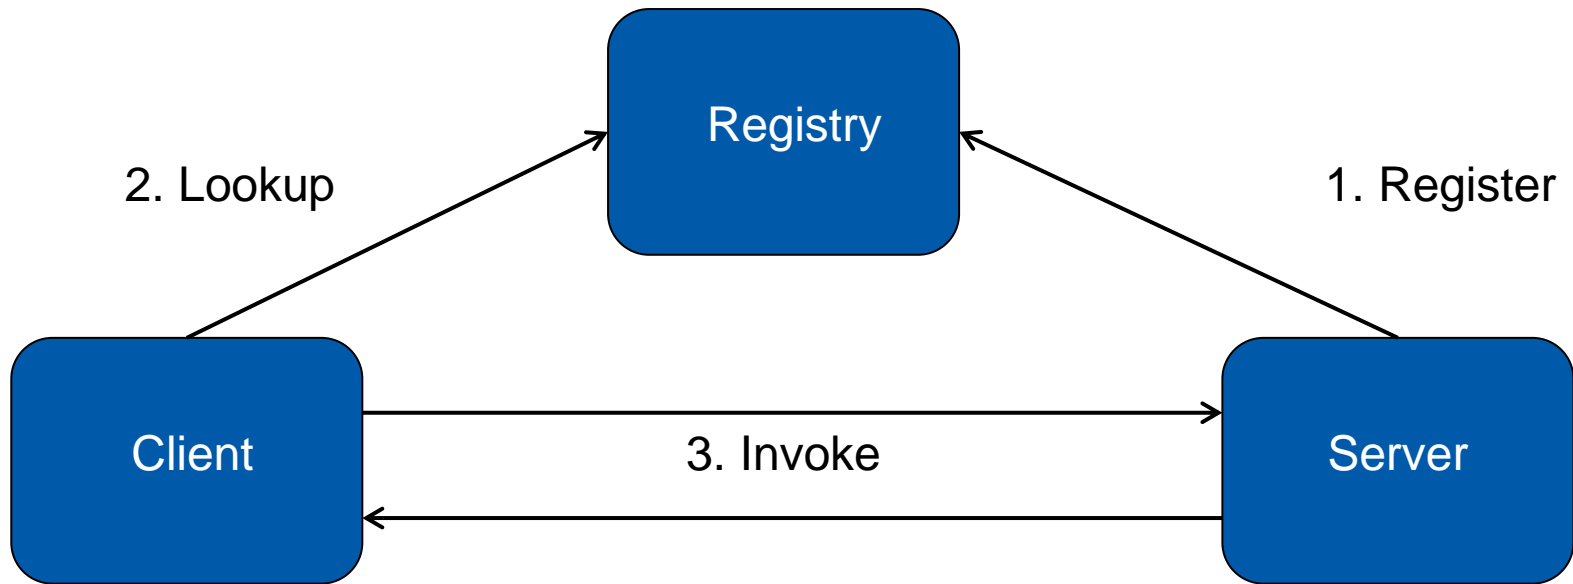 Registry
2. Lookup
1. Register
Client
3. Invoke
Server